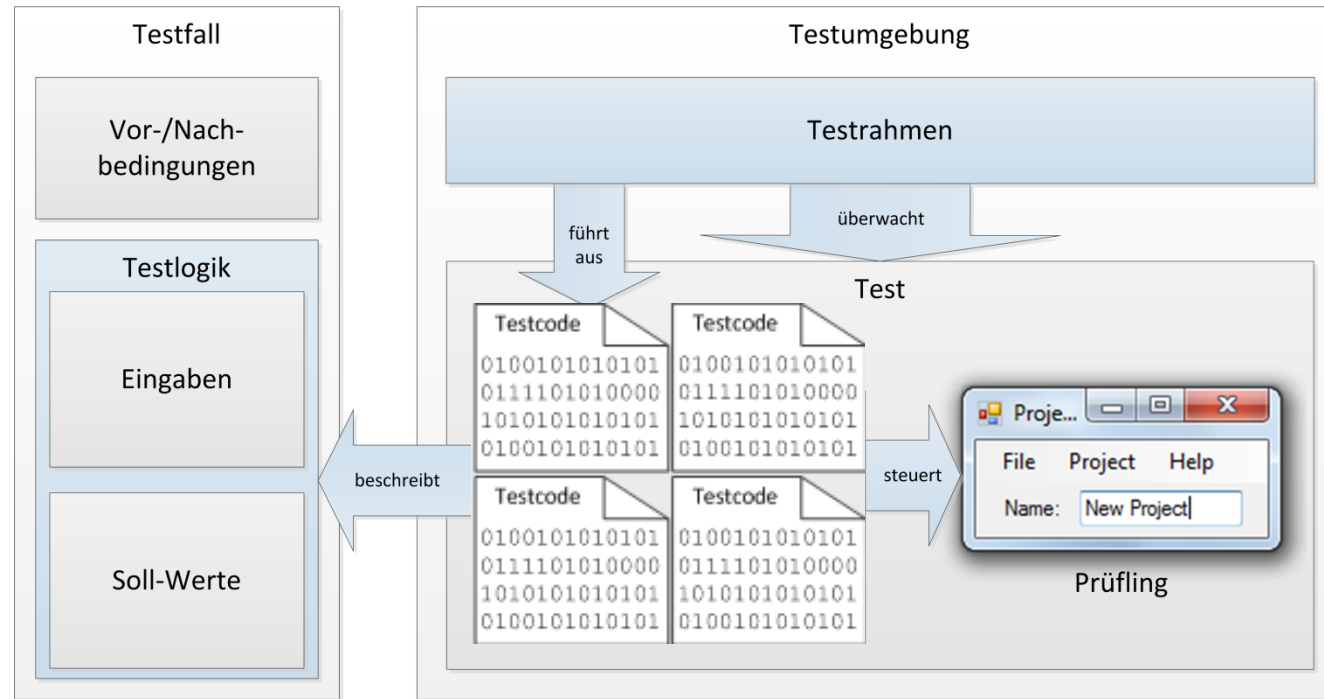 Testfall
Vor-/Nach-
bedingungen
Testlogik
Eingaben
Soll-Werte
beschreibt
Testumgebung
Testrahmen
führt
aus
überwacht
Test
Testcode
0100101010101
0111101010000
1010101010101
0100101010101
Testcode
0100101010101
0111101010000
1010101010101
0100101010101
Testcode
0100101010101
0111101010000
1010101010101
0100101010101
Testcode
0100101010101
0111101010000
1010101010101
0100101010101
steuert
Proje...
File Project Help
Name: New Project
Prüfling